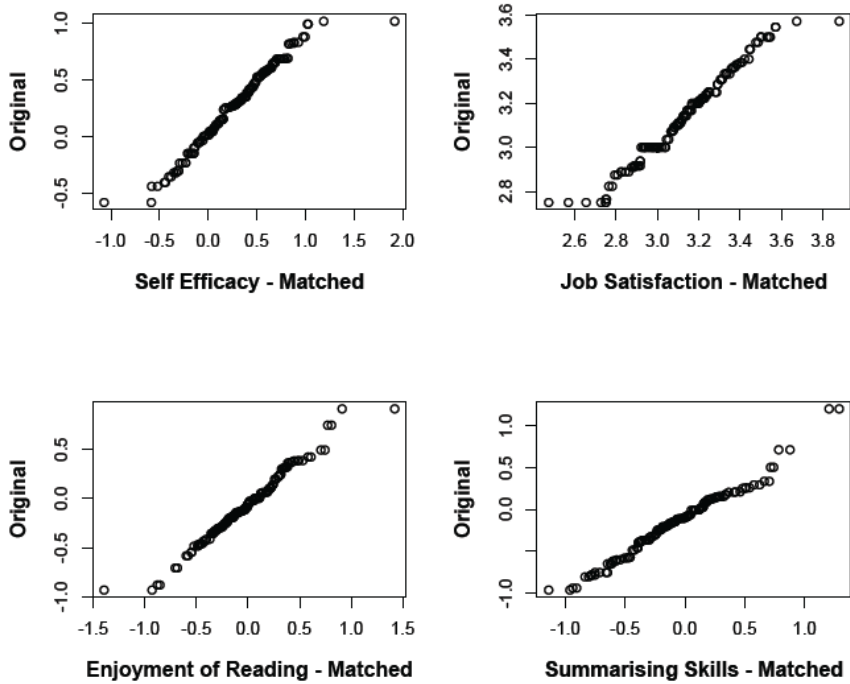 Original
1.0
0.5
0.0
-0.5
-1.0 -0.5 0.0 0.5 1.0 1.5 2.0
Self Efficacy - Matched
Original
3.6
3.4
3.2
3.0
2.8
2.6 2.8 3.0 3.2 3.4 3.6 3.8
Job Satisfaction - Matched
Original
0.5
0.0
-0.5
-1.0
-1.5 -1.0 -0.5 0.0 0.5 1.0 1.5
Enjoyment of Reading - Matched
Original
1.0
0.5
0.0
-1.0
-1.0 -0.5 0.0 0.5 1.0
Summarising Skills - Matched